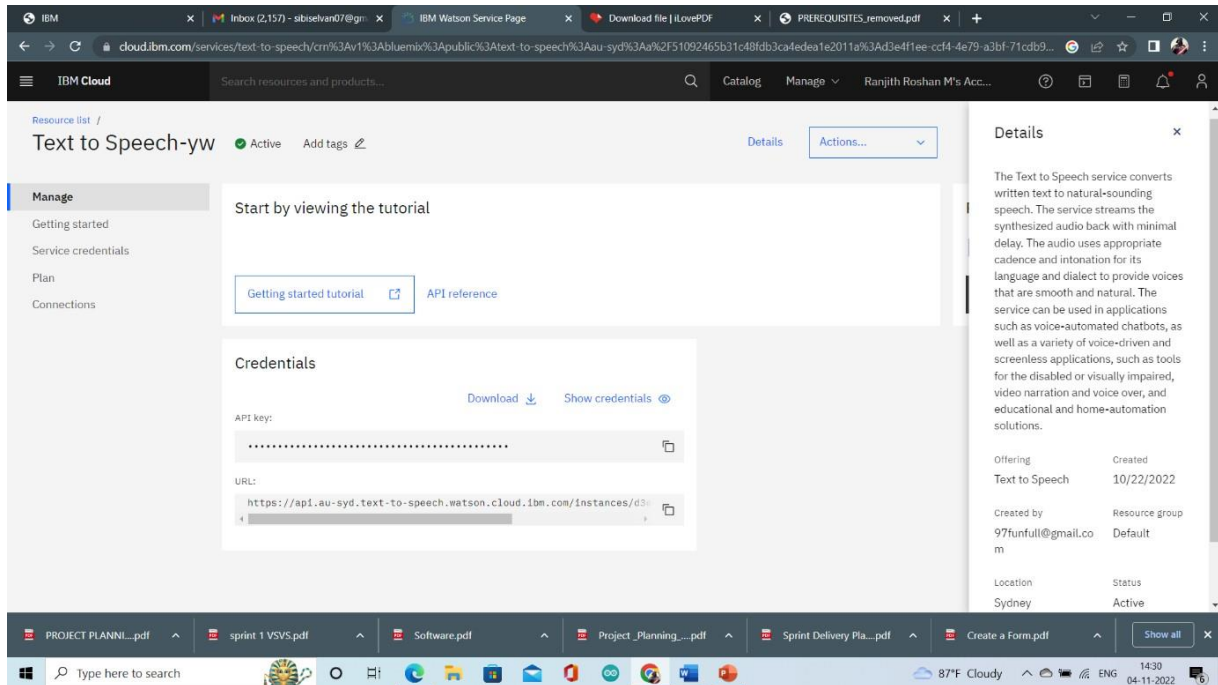 IBM
Inbox (2,157) - sibiselvan07@gm
IBM Watson Service Page
Download file | iLovePDF
PREREQUISITES_removed.pdf
cloud.ibm.com/services/text-to-speech/crn%3Av1%3Abluemix%3Apublic%3Atext-to-speech%3Aau-syd%3Aa%2F51092465b31c48fdb3ca4edea1e2011a%3Ad3e4f1ee-ccf4-4e79-a3bf-71cdb9...
IBM Cloud
Search resources and products...
Catalog
Manage
Ranjith Roshan M's Acc...
Resource list /
Text to Speech-yw
Active
Add tags
Details
Actions...
Manage
Getting started
Service credentials
Plan
Connections
Start by viewing the tutorial
Getting started tutorial
API reference
Credentials
Download
Show credentials
API key:
••••••••••••••••••••••••••••••••••••••••••••
URL:
https://api.au-syd.text-to-speech.watson.cloud.ibm.com/instances/d3
Details
The Text to Speech service converts
written text to natural-sounding
speech. The service streams the
synthesized audio back with minimal
delay. The audio uses appropriate
cadence and intonation for its
language and dialect to provide voices
that are smooth and natural. The
service can be used in applications
such as voice-automated chatbots, as
well as a variety of voice-driven and
screenless applications, such as tools
for the disabled or visually impaired,
video narration and voice over, and
educational and home-automation
solutions.
Offering
Created
Text to Speech
10/22/2022
Created by
Resource group
97funfull@gmail.co
m
Default
Location
Status
Sydney
Active
PROJECT PLANNI....pdf
sprint 1 VSVS.pdf
Software.pdf
Project _Planning_....pdf
Sprint Delivery Pla....pdf
Create a Form.pdf
Show all
Type here to search
87°F Cloudy
ENG
14:30
04-11-2022